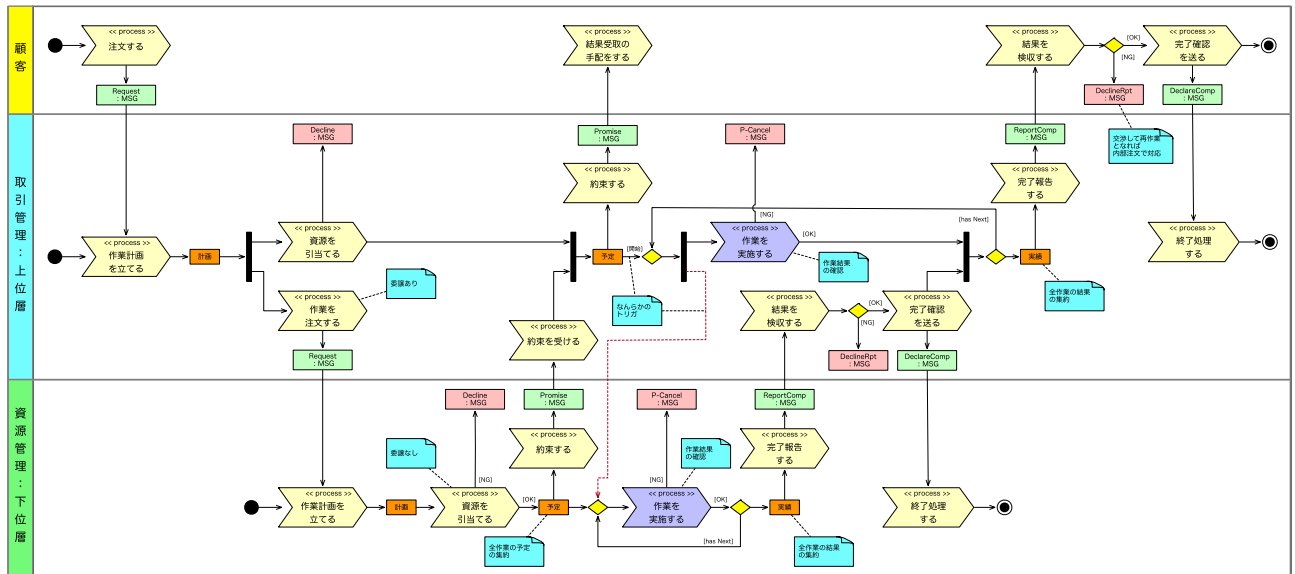 顧客
<< process >>
注文する
Request
: MSG
<< process >>
結果受取の
手配をする
<< process >>
結果を
検収する
[OK]
[NG]
<< process >>
完了確認
を送る
DeclineRpt
: MSG
DeclareComp
: MSG
取引管理：上位層
Decline
: MSG
Promise
: MSG
P-Cancel
: MSG
ReportComp
: MSG
交渉して再作業
となれば
内部注文で対応
<< process >>
約束する
<< process >>
完了報告
する
<< process >>
作業計画
を立てる
計画
<< process >>
資源を
引当てる
予定
[開始]
[NG]
<< process >>
作業を
実施する
[OK]
[has Next]
実績
<< process >>
終了処理
する
委譲あり
作業結果
の確認
全作業の結果
の集約
<< process >>
作業を
注文する
なんらかの
トリガ
<< process >>
結果を
検収する
[OK]
[NG]
<< process >>
完了確認
を送る
<< process >>
約束を受ける
Request
: MSG
DeclineRpt
: MSG
DeclareComp
: MSG
資源管理：下位層
Decline
: MSG
Promise
: MSG
P-Cancel
: MSG
ReportComp
: MSG
委譲なし
<< process >>
約束する
作業結果
の確認
<< process >>
完了報告
する
<< process >>
作業計画を
立てる
計画
[NG]
<< process >>
資源を
引当てる
[OK]
予定
[NG]
<< process >>
作業を
実施する
[OK]
実績
<< process >>
終了処理
する
全作業の予定
の集約
[has Next]
全作業の結果
の集約